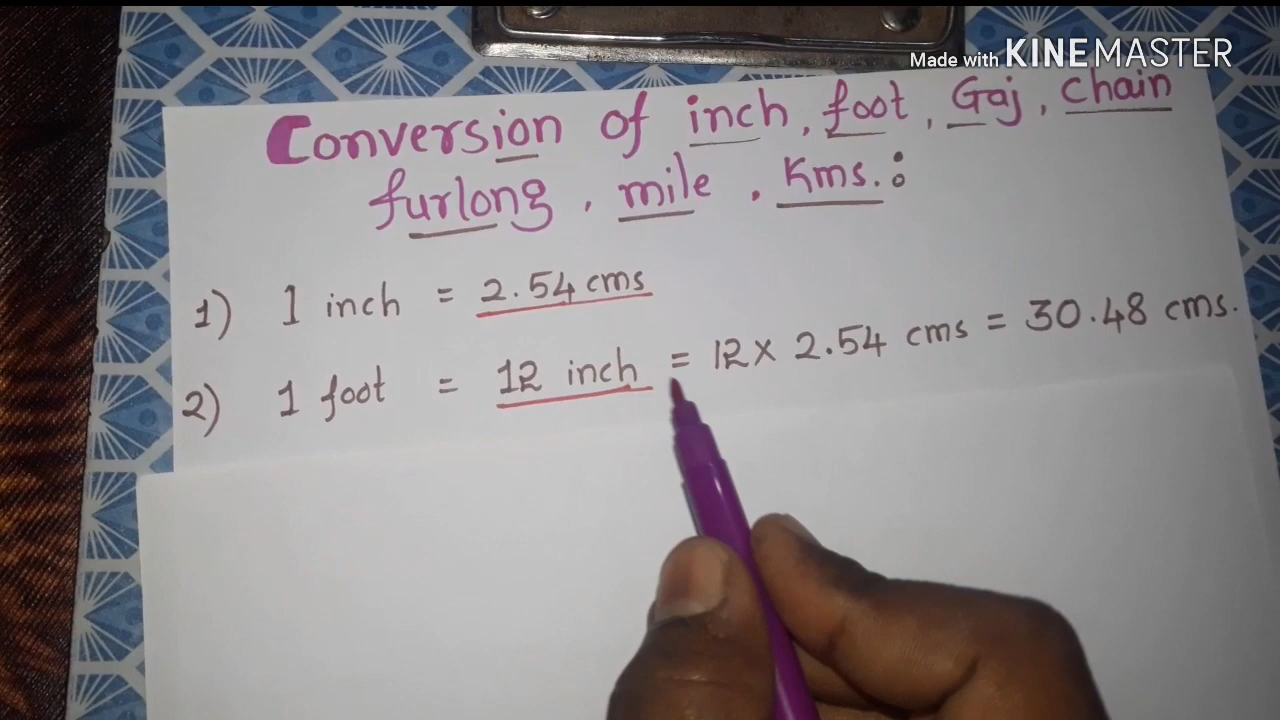 Made with KINEMASTER
Conversion of inch, foot, Gaj, chain
furlong, mile, Kms.:
1) 1 inch = 2.54 cms
2) 1 foot = 12 inch = 12 x 2.54 cms = 30.48 cms.